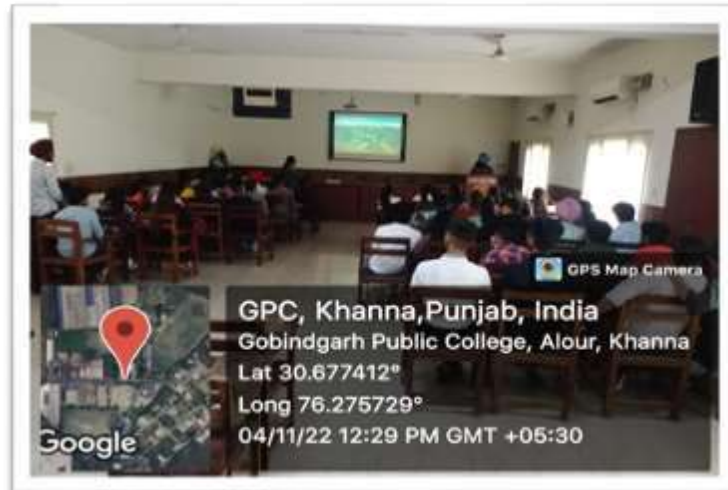 GPS Map Camera
GPC, Khanna,Punjab, India
Gobindgarh Public College, Alour, Khanna
Lat 30.677412°
Long 76.275729°
04/11/22 12:29 PM GMT +05:30
Google